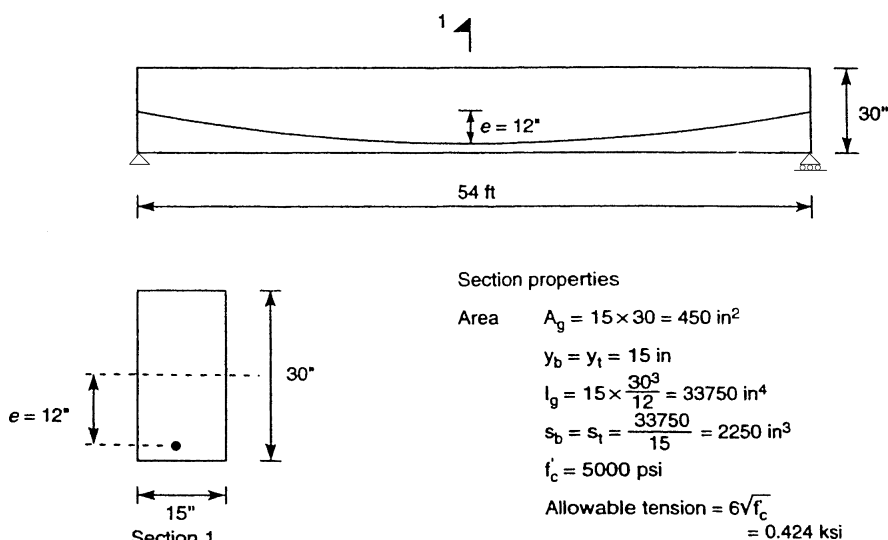 1
e = 12"
30"
54 ft
e = 12"
30"
15"
Section 1
Section properties
Area A_g = 15 × 30 = 450 in²
y_b = y_t = 15 in
I_g = 15 × 30³/12 = 33750 in⁴
s_b = s_t = 33750/15 = 2250 in³
f'_c = 5000 psi
Allowable tension = 6√f'_c
= 0.424 ksi